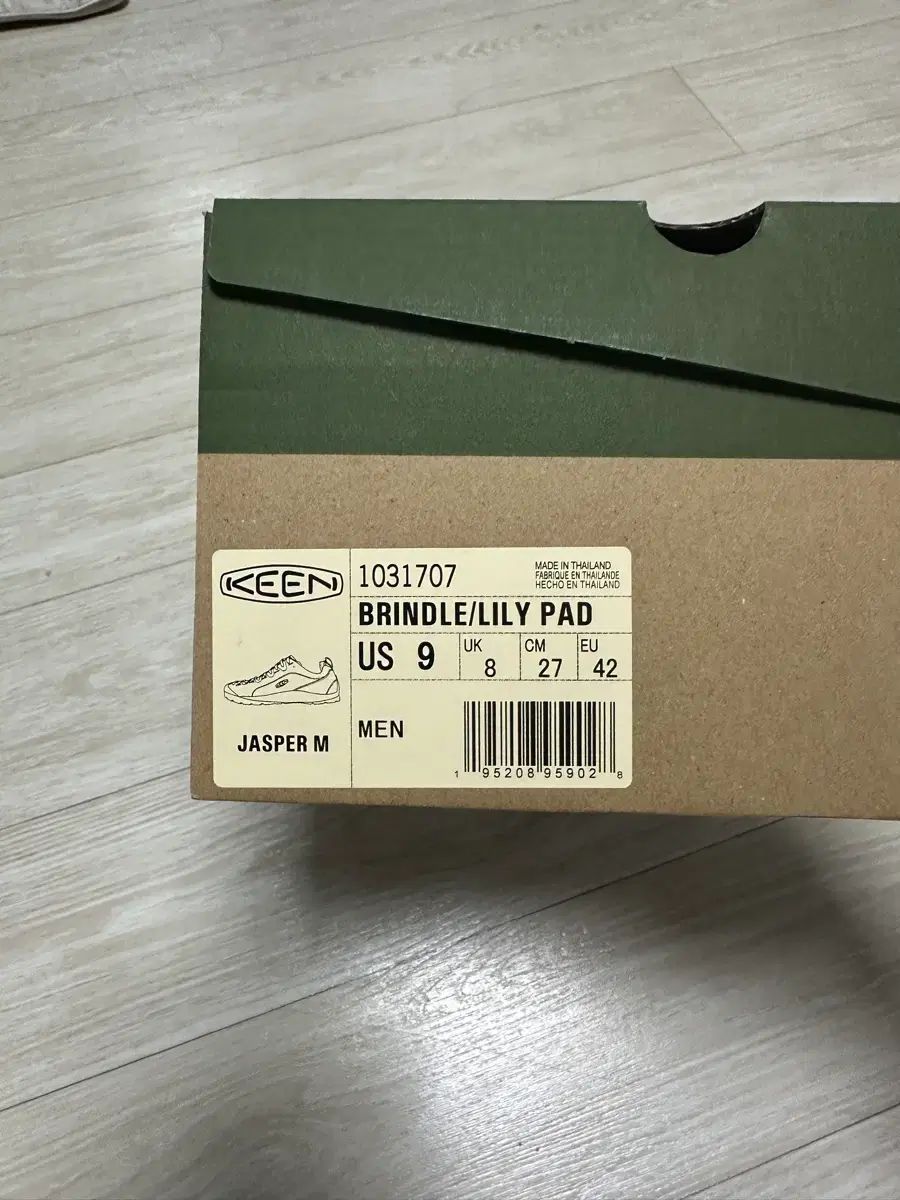 KEEN
JASPER M
1031707
MADE IN THAILAND
FABRIQUE EN THAILANDE
HECHO EN THAILAND
BRINDLE/LILY PAD
US 9
UK 8
CM 27
EU 42
MEN
1 95208 95902 8